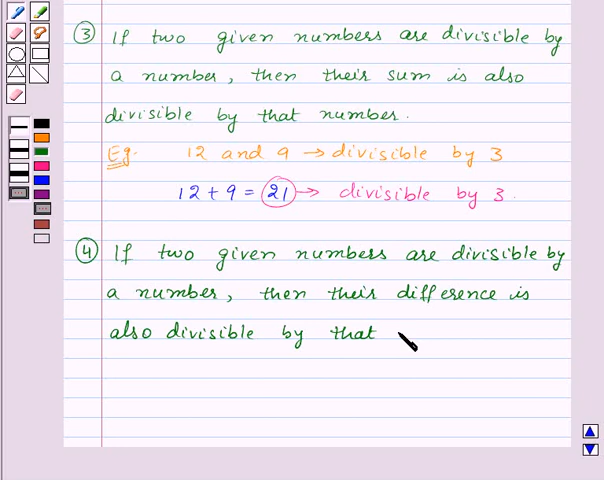 ③ If two given numbers are divisible by
a number, then their sum is also
divisible by that number.
Eg. 12 and 9 → divisible by 3
12 + 9 = 21 → divisible by 3.
④ If two given numbers are divisible by
a number, then their difference is
also divisible by that